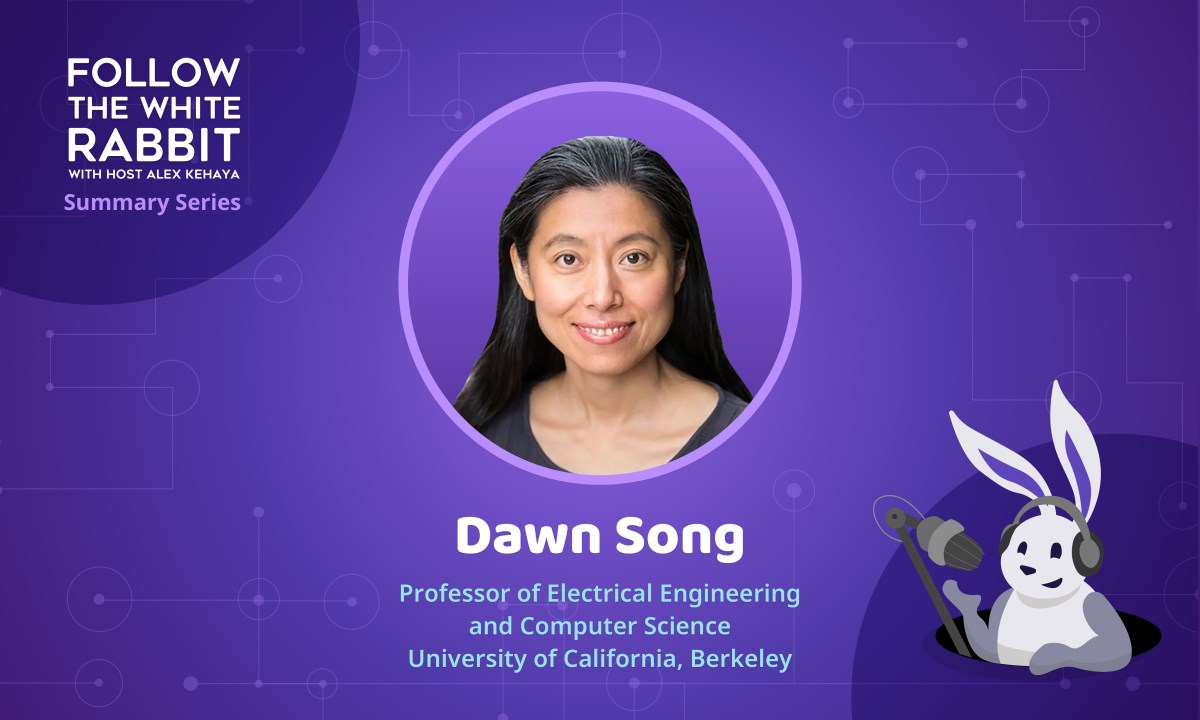 FOLLOW
THE WHITE
RABBIT
WITH HOST ALEX KEHAYA
Summary Series
Dawn Song
Professor of Electrical Engineering
and Computer Science
University of California, Berkeley